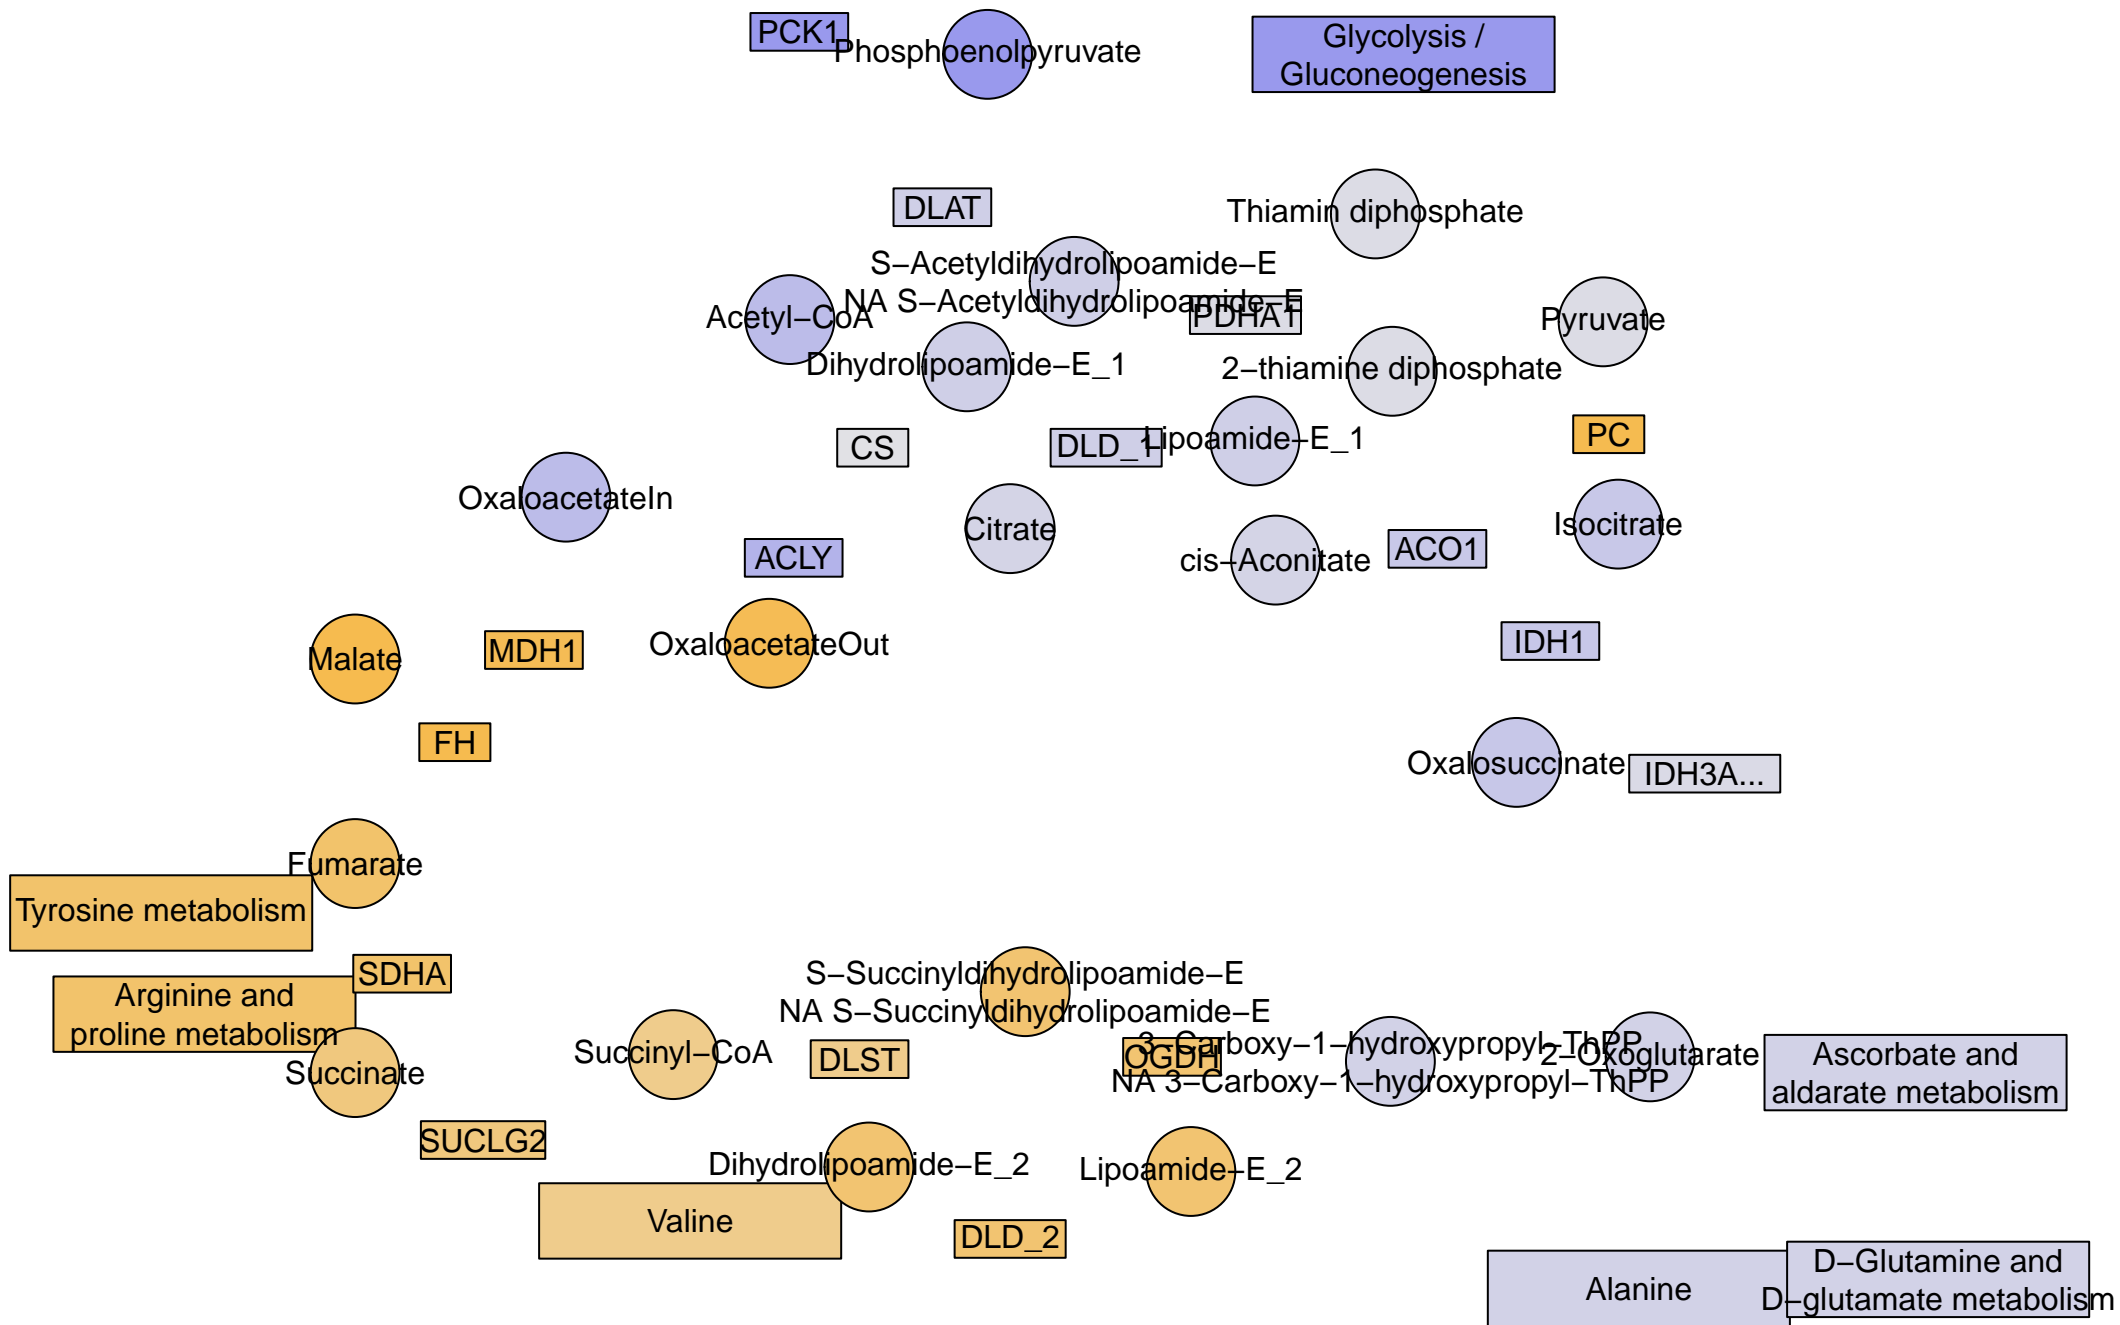 PCK1
Phosphoenolpyruvate
Glycolysis /
Gluconeogenesis
DLAT
Thiamin diphosphate
S−Acetyldihydrolipoamide−E
NA S−Acetyldihydrolipoamide−E
Acetyl−CoA
PDHA1
Pyruvate
Dihydrolipoamide−E_1
2−thiamine diphosphate
CS
DLD_1
Lipoamide−E_1
PC
OxaloacetateIn
Citrate
Isocitrate
ACLY
cis−Aconitate
ACO1
Malate
MDH1
OxaloacetateOut
IDH1
FH
Oxalosuccinate
IDH3A...
Fumarate
Tyrosine metabolism
SDHA
Arginine and
proline metabolism
S−Succinyldihydrolipoamide−E
NA S−Succinyldihydrolipoamide−E
Succinate
Succinyl−CoA
DLST
OGDH
3−Carboxy−1−hydroxypropyl−ThPP
NA 3−Carboxy−1−hydroxypropyl−ThPP
2−Oxoglutarate
Ascorbate and
aldarate metabolism
SUCLG2
Dihydrolipoamide−E_2
Lipoamide−E_2
Valine
DLD_2
Alanine
D−Glutamine and
D−glutamate metabolism